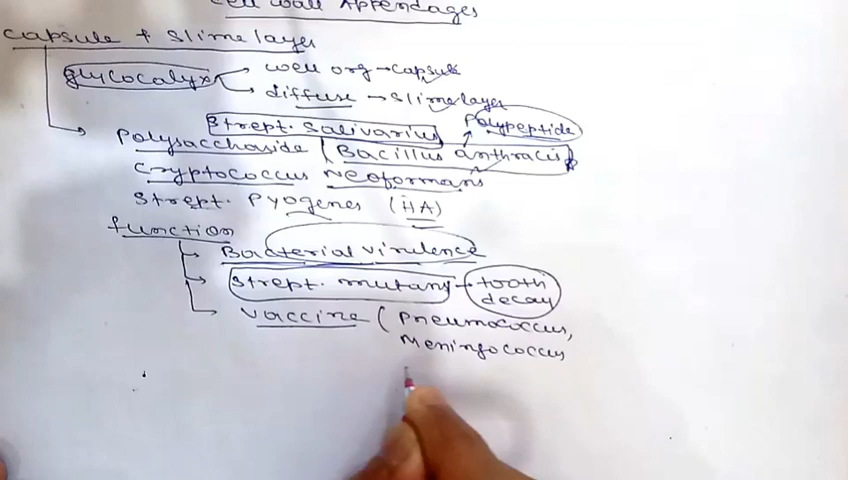 Cell wall Appendages
capsule + slime layer
glycocalyx → well org → capsule
→ diffuse → slime layer
Strept. salivarius Polypeptide
Polysaccharide (Bacillus anthracis)
Cryptococcus Neoformans
Strept. Pyogenes (HA)
function
Bacterial virulence
Strept. mutans → tooth
decay
vaccine (Pneumococcus,
Meningococcus